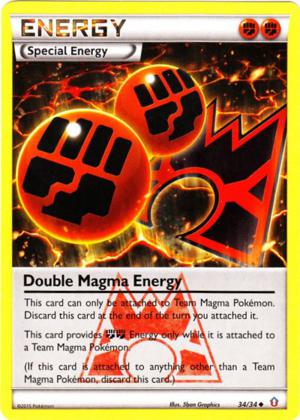 ENERGY
Special Energy
Double Magma Energy
This card can only be attached to Team Magma Pokémon.
Discard this card at the end of the turn you attached it.
This card provides Energy only while it is attached to
a Team Magma Pokémon.
(If this card is attached to anything other than a Team
Magma Pokémon, discard this card.)
©2015 Pokémon
Illus. 5ban Graphics
34/34